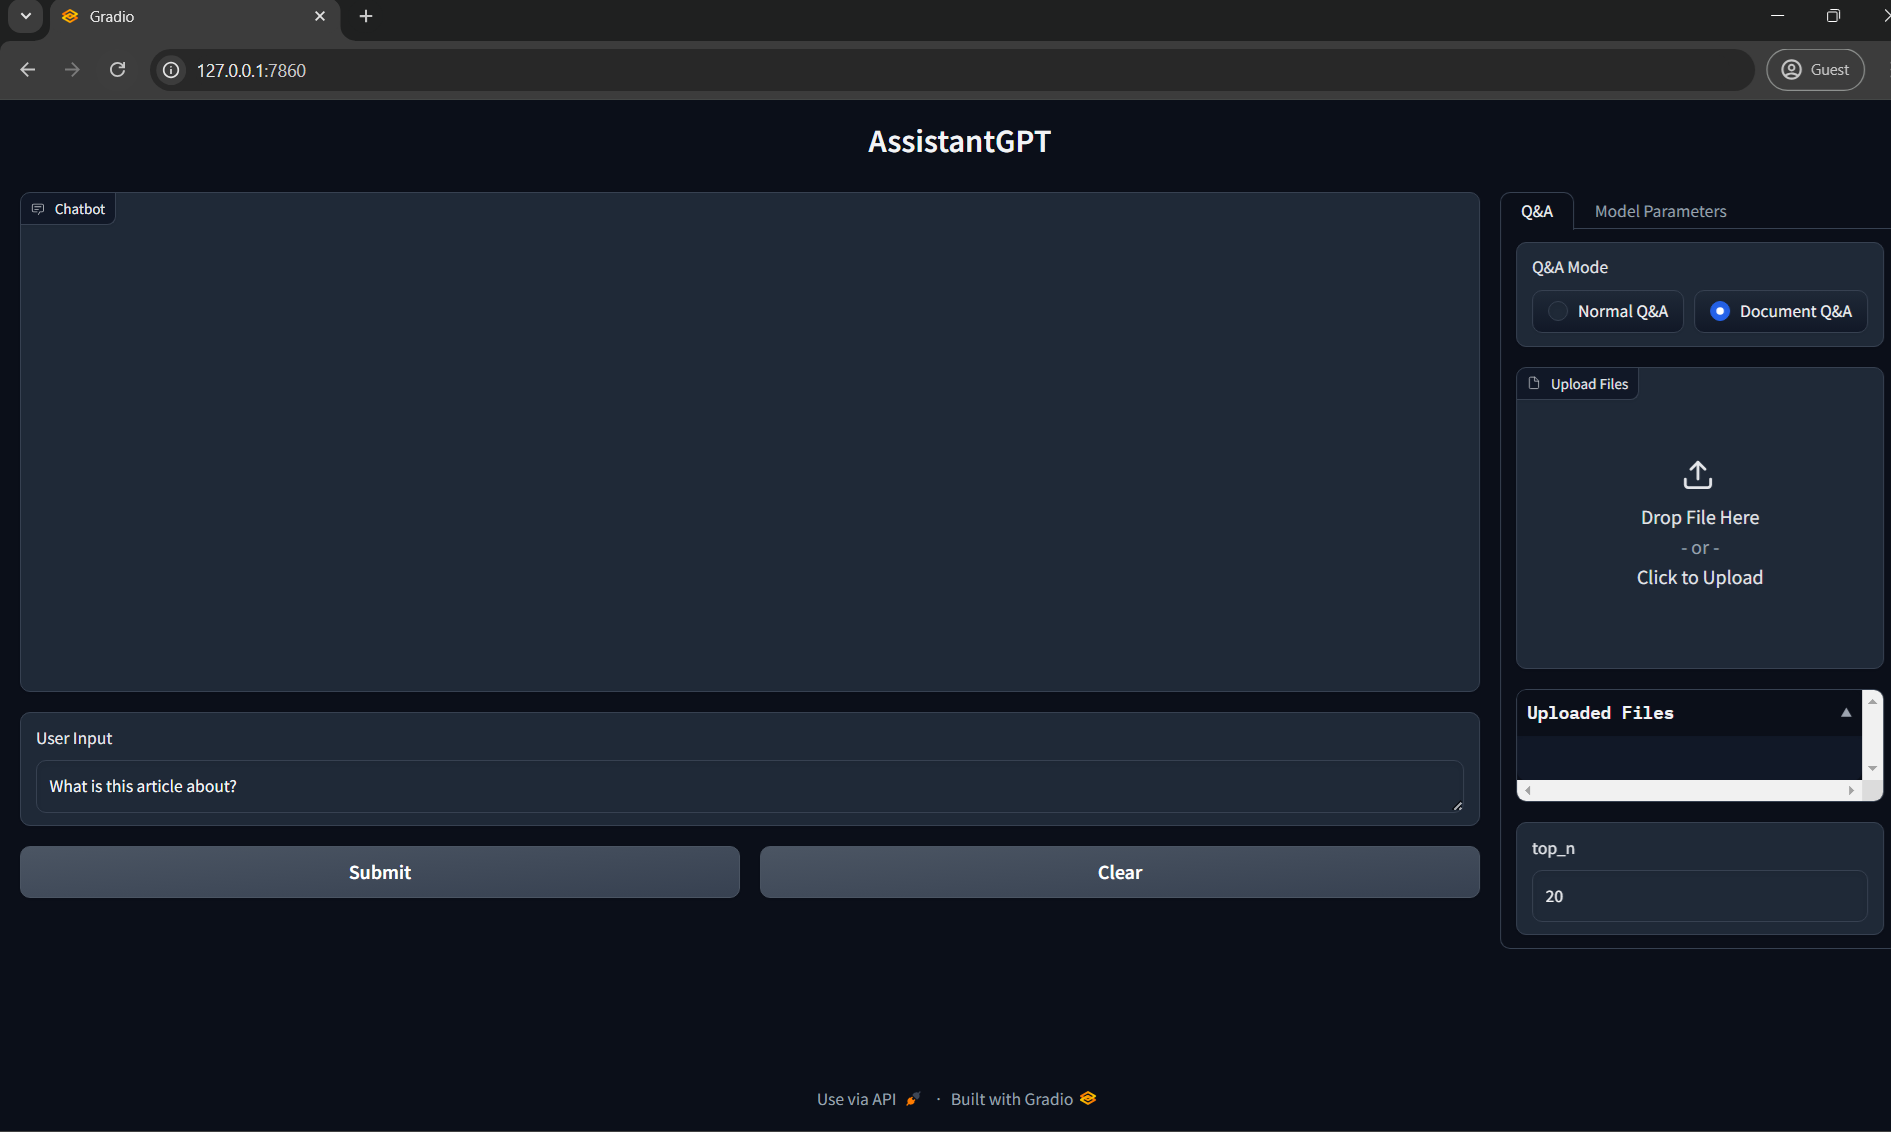 Gradio
127.0.0.1:7860
Guest
AssistantGPT
Chatbot
Q&A
Model Parameters
Q&A Mode
Normal Q&A
Document Q&A
Upload Files
Drop File Here
- or -
Click to Upload
Uploaded Files
top_n
20
User Input
What is this article about?
Submit
Clear
Use via API · Built with Gradio